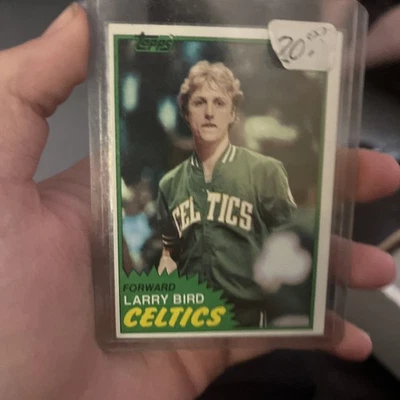 Topps
20.
CELTICS
FORWARD
LARRY BIRD
CELTICS